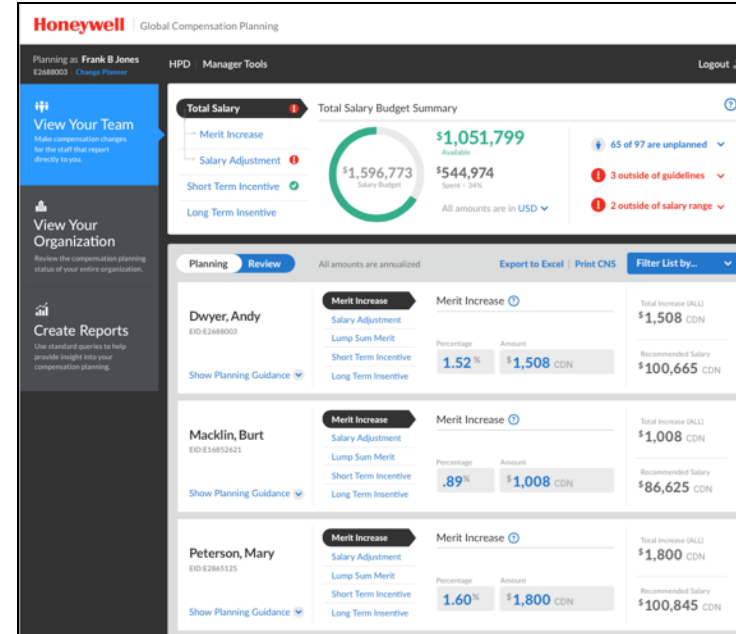 Honeywell Global Compensation Planning
Planning as Frank B Jones
E2688003 Change Planner
HPD Manager Tools
Logout
View Your Team
Make compensation changes
for the staff that report
directly to you.
View Your
Organization
Review the compensation planning
status of your entire organization.
Create Reports
Use standard queries to help
provide insight into your
compensation planning.
Total Salary !
Merit Increase
Salary Adjustment !
Short Term Incentive
Long Term Insentive
Total Salary Budget Summary ?
$1,596,773
Salary Budget
$1,051,799
Available
$544,974
Spent - 34%
All amounts are in USD
65 of 97 are unplanned
! 3 outside of guidelines
! 2 outside of salary range
Planning Review
All amounts are annualized
Export to Excel | Print CNS
Filter List by...
Dwyer, Andy
EID:E2688003
Show Planning Guidance
Merit Increase
Salary Adjustment
Lump Sum Merit
Short Term Incentive
Long Term Insentive
Merit Increase ?
Percentage Amount
1.52% $1,508 CDN
Total Increase (ALL)
$1,508 CDN
Recommended Salary
$100,665 CDN
Macklin, Burt
EID:E16852621
Show Planning Guidance
Merit Increase
Salary Adjustment
Lump Sum Merit
Short Term Incentive
Long Term Insentive
Merit Increase ?
Percentage Amount
.89% $1,008 CDN
Total Increase (ALL)
$1,008 CDN
Recommended Salary
$86,625 CDN
Peterson, Mary
EID:E2865125
Show Planning Guidance
Merit Increase
Salary Adjustment
Lump Sum Merit
Short Term Incentive
Long Term Insentive
Merit Increase ?
Percentage Amount
1.60% $1,800 CDN
Total Increase (ALL)
$1,800 CDN
Recommended Salary
$100,845 CDN